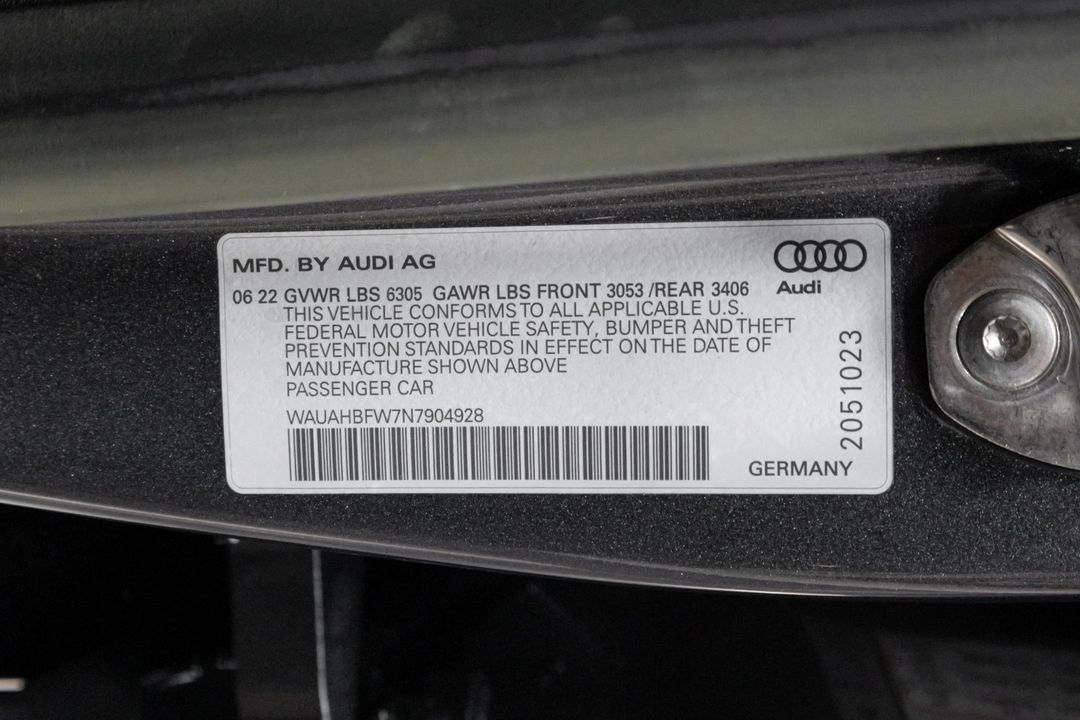 MFD. BY AUDI AG
Audi
06 22 GVWR LBS 6305 GAWR LBS FRONT 3053 /REAR 3406
THIS VEHICLE CONFORMS TO ALL APPLICABLE U.S.
FEDERAL MOTOR VEHICLE SAFETY, BUMPER AND THEFT
PREVENTION STANDARDS IN EFFECT ON THE DATE OF
MANUFACTURE SHOWN ABOVE
PASSENGER CAR
WAUAHBFW7N7904928
2051023
GERMANY